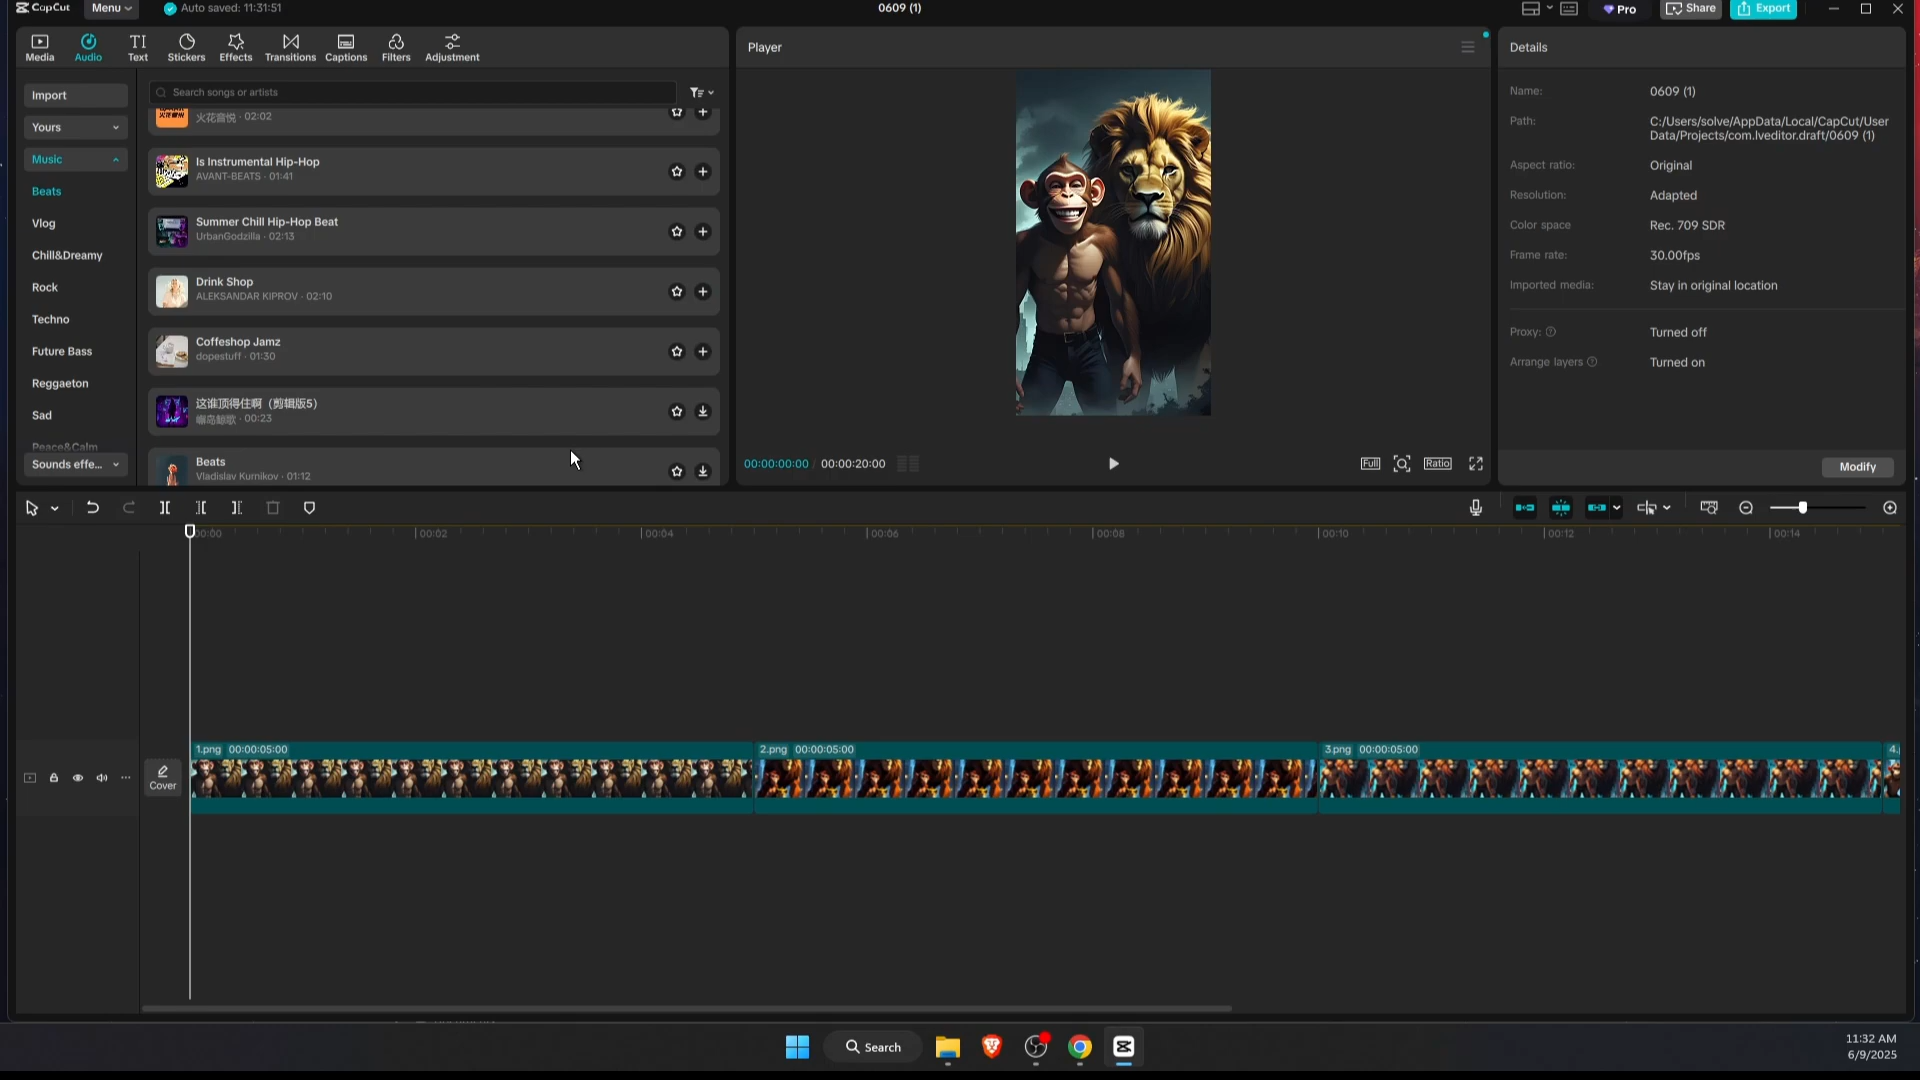 CapCut
Menu
Auto saved: 11:31:51
0609 (1)
Pro
Share
Export
Media
Audio
Text
Stickers
Effects
Transitions
Captions
Filters
Adjustment
Player
Details
Import
Yours
Music
Beats
Vlog
Chill&Dreamy
Rock
Techno
Future Bass
Reggaeton
Sad
Peace&Calm
Sounds effe...
Search songs or artists
火花音悦 · 02:02
Is Instrumental Hip-Hop
AVANT-BEATS · 01:41
Summer Chill Hip-Hop Beat
UrbanGodzilla · 02:13
Drink Shop
ALEKSANDAR KIPROV · 02:10
Coffeshop Jamz
dopestuff · 01:30
这谁顶得住啊（剪辑版5）
00:23
Beats
Vladislav Kurnikov · 01:12
00:00:00:00 / 00:00:20:00
Full
Ratio
Name: 0609 (1)
Path: C:/Users/solve/AppData/Local/CapCut/User
Data/Projects/com.lveditor.draft/0609 (1)
Aspect ratio: Original
Resolution: Adapted
Color space Rec. 709 SDR
Frame rate: 30.00fps
Imported media: Stay in original location
Proxy: Turned off
Arrange layers Turned on
Modify
00:00
00:02
00:04
00:06
00:08
00:10
00:12
00:14
1.png 00:00:05:00
2.png 00:00:05:00
3.png 00:00:05:00
4.
Cover
Search
11:32 AM
6/9/2025